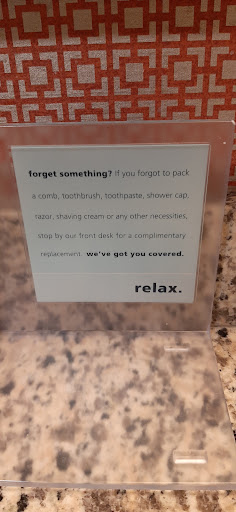 forget something? If you forgot to pack
a comb, toothbrush, toothpaste, shower cap,
razor, shaving cream or any other necessities,
stop by our front desk for a complimentary
replacement. we've got you covered.
relax.